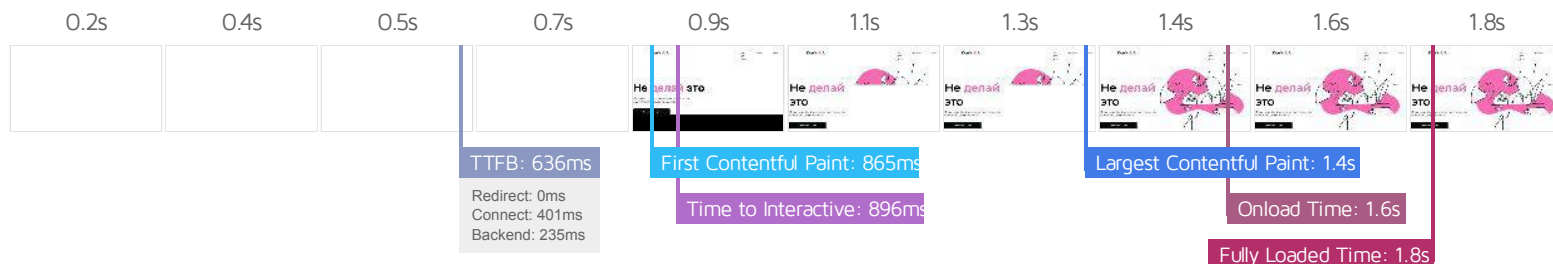 0.2s 0.4s 0.5s 0.7s 0.9s 1.1s 1.3s 1.4s 1.6s 1.8s
Не делай это
Не делай
это
Не делай
это
Не делай
это
Не делай
это
Не делай
это
TTFB: 636ms
Redirect: 0ms
Connect: 401ms
Backend: 235ms
First Contentful Paint: 865ms
Time to Interactive: 896ms
Largest Contentful Paint: 1.4s
Onload Time: 1.6s
Fully Loaded Time: 1.8s